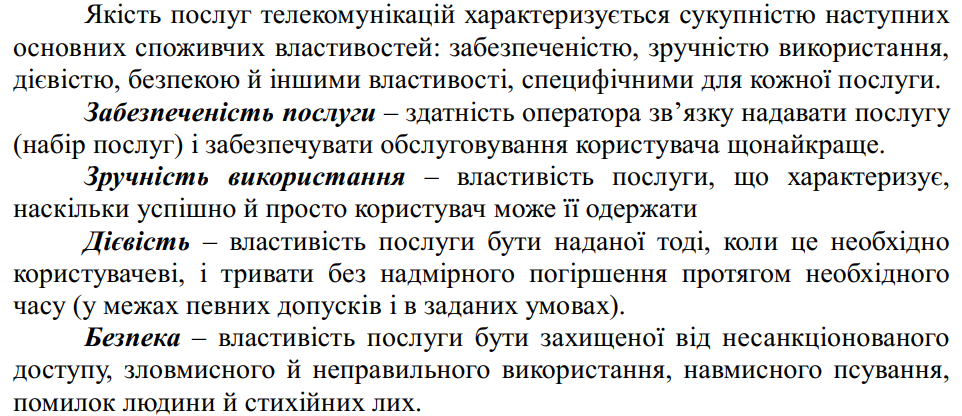 Якість послуг телекомунікацій характеризується сукупністю наступних
основних споживчих властивостей: забезпеченістю, зручністю використання,
дієвістю, безпекою й іншими властивості, специфічними для кожної послуги.
Забезпеченість послуги – здатність оператора зв’язку надавати послугу
(набір послуг) і забезпечувати обслуговування користувача щонайкраще.
Зручність використання – властивість послуги, що характеризує,
наскільки успішно й просто користувач може її одержати
Дієвість – властивість послуги бути наданої тоді, коли це необхідно
користувачеві, і тривати без надмірного погіршення протягом необхідного
часу (у межах певних допусків і в заданих умовах).
Безпека – властивість послуги бути захищеної від несанкціонованого
доступу, зловмисного й неправильного використання, навмисного псування,
помилок людини й стихійних лих.